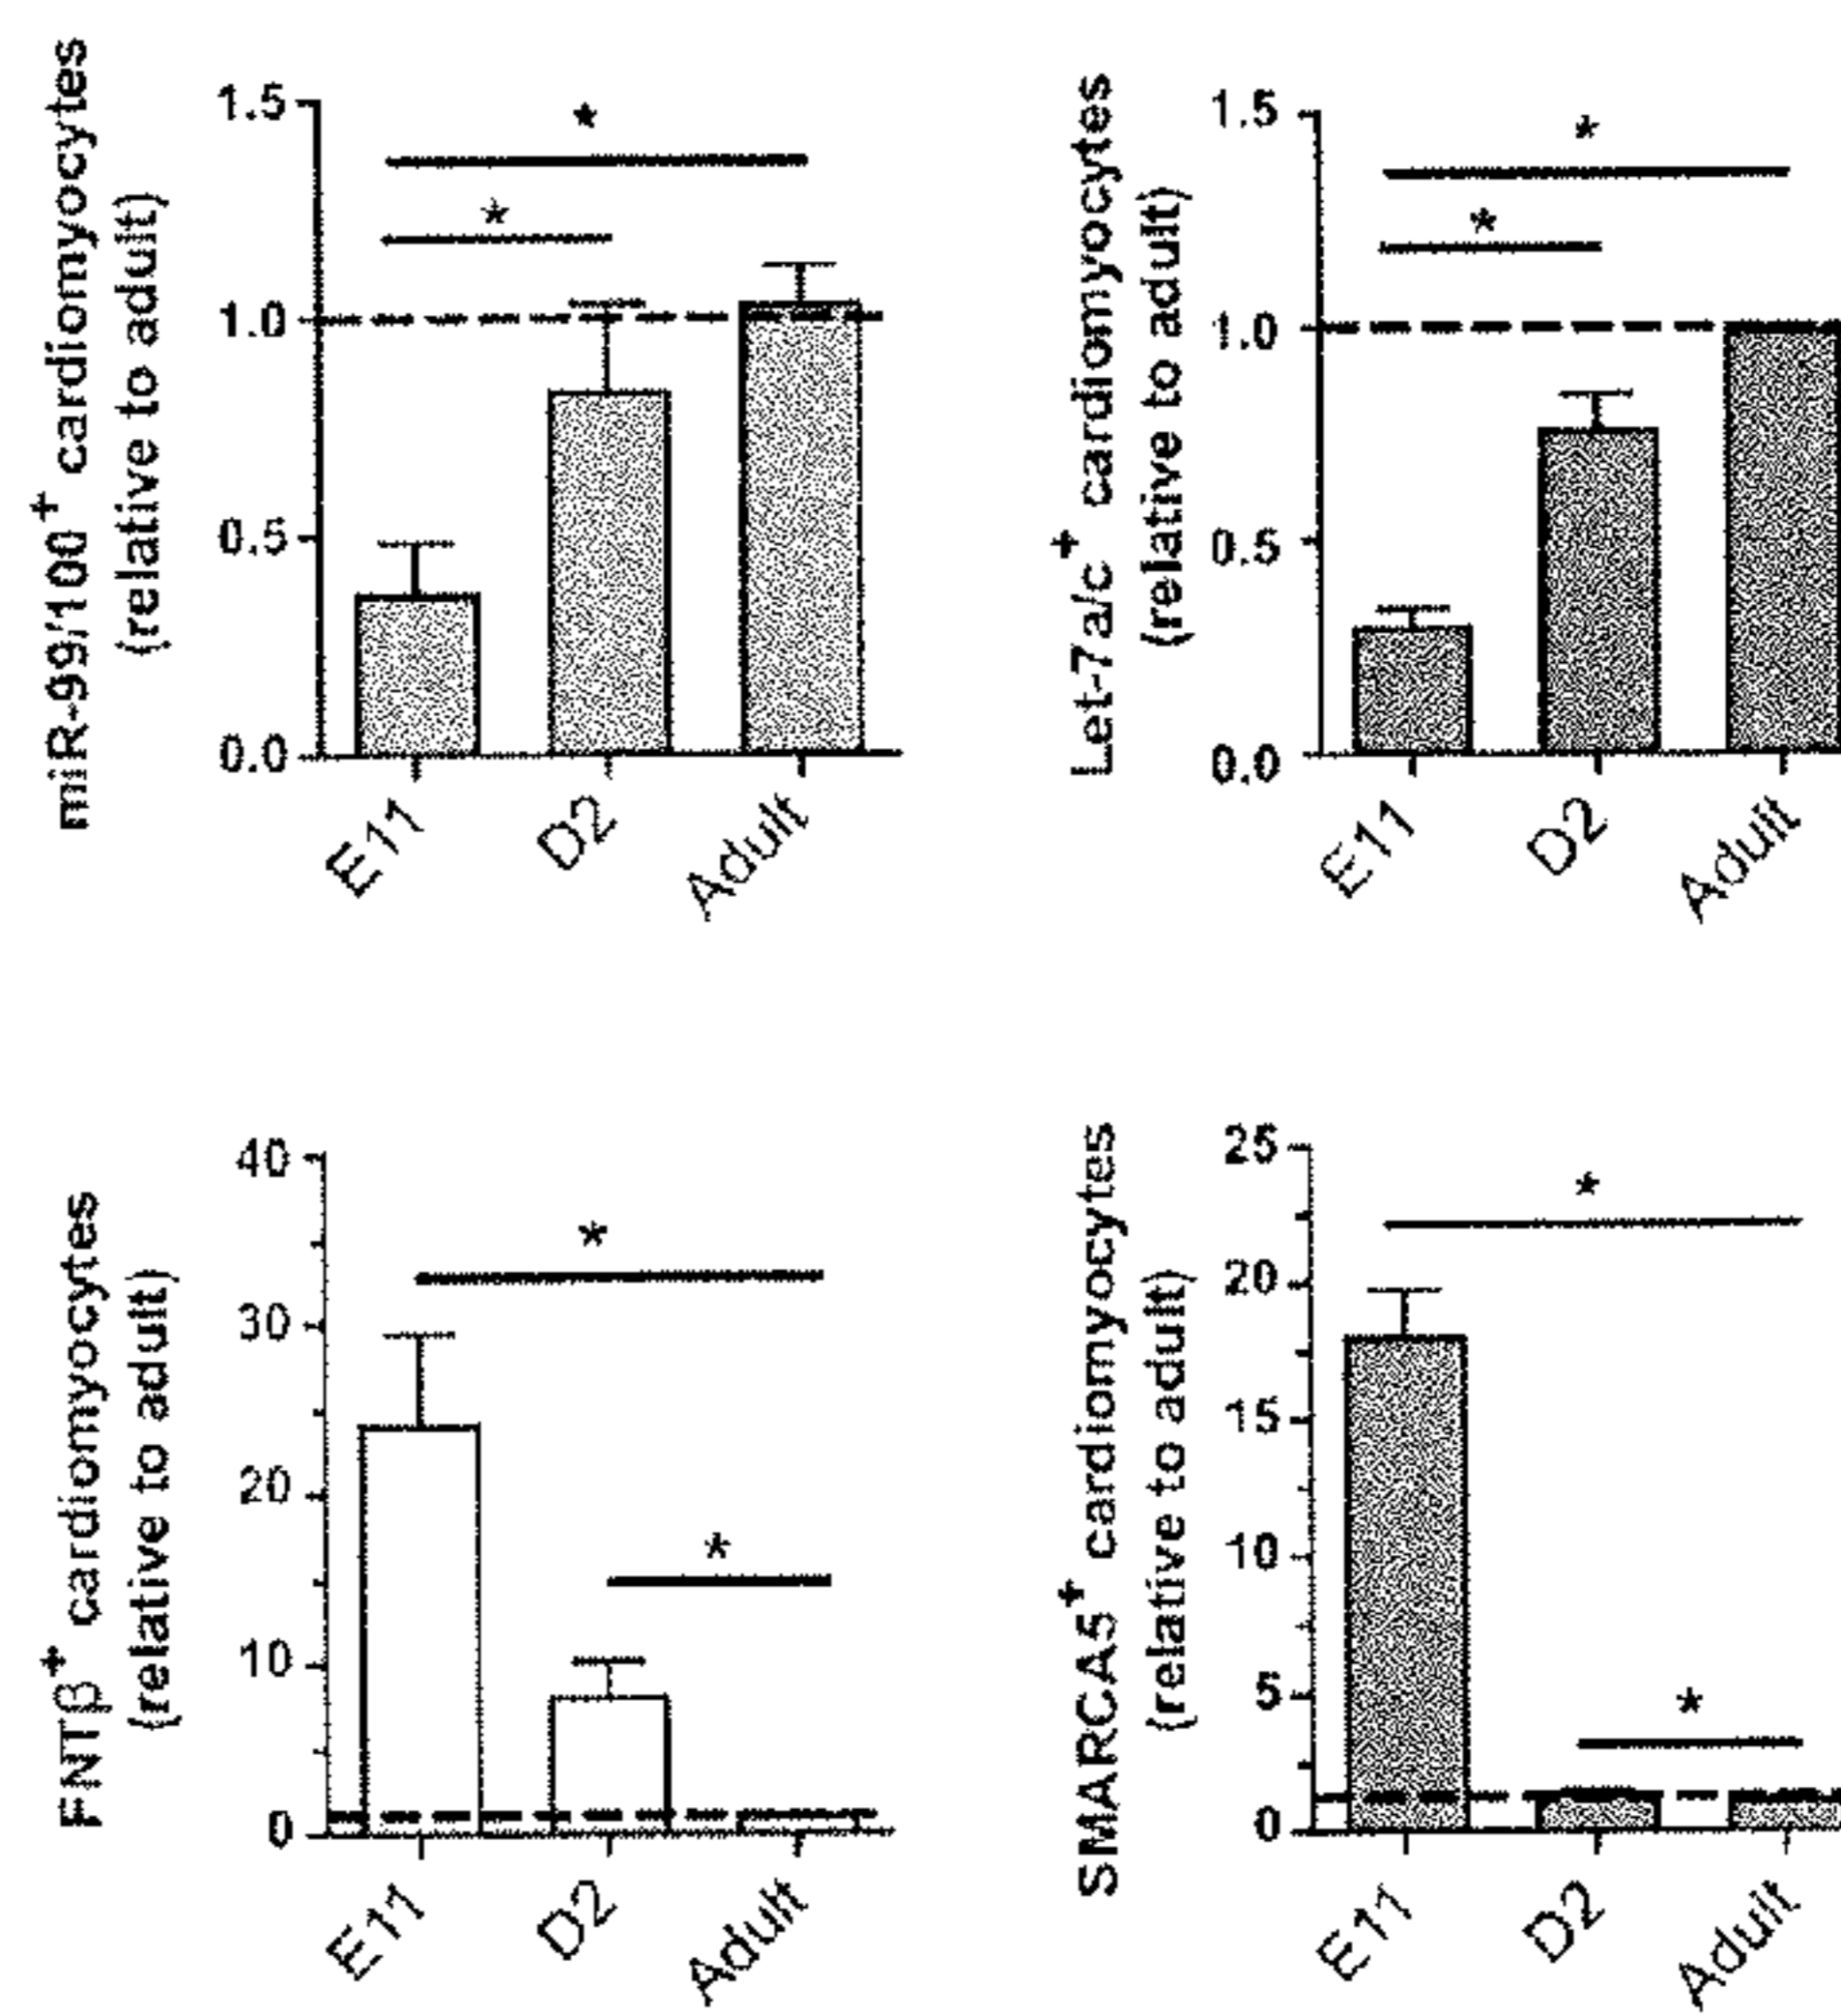 miR-99/100+ cardiomyocytes
(relative to adult)
1.5
1.0
0.5
0.0
*
*
E11
D2
Adult
Let-7a/c+ cardiomyocytes
(relative to adult)
1.5
1.0
0.5
0.0
*
*
E11
D2
Adult
FNTβ+ cardiomyocytes
(relative to adult)
40
30
20
10
0
*
*
E11
D2
Adult
SMARCA5+ cardiomyocytes
(relative to adult)
25
20
15
10
5
0
*
*
E11
D2
Adult